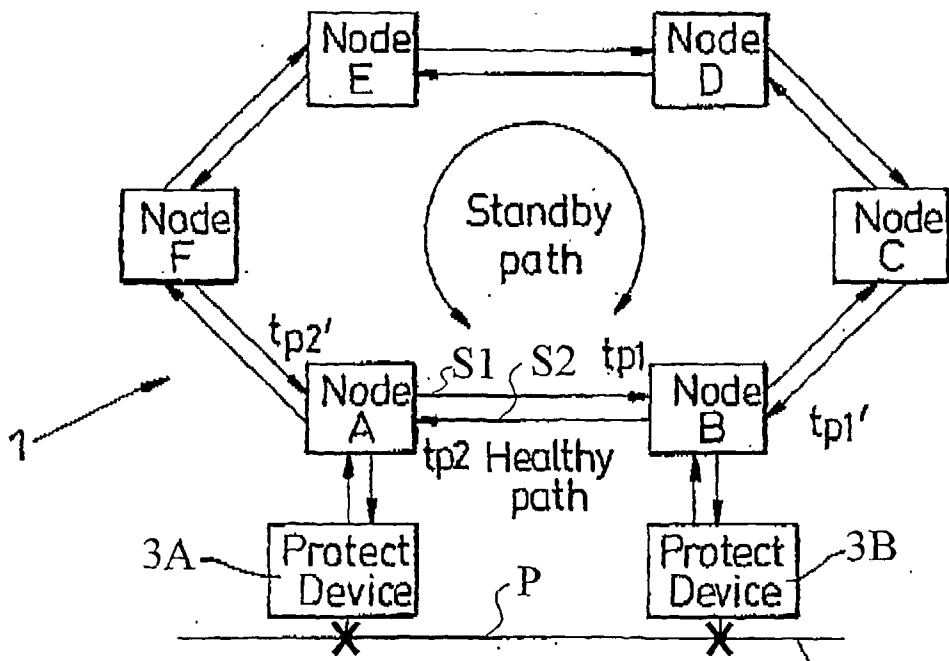 Node
E
Node
D
Node
F
Standby
path
Node
C
tp2'
S1
S2
tp1
Node
A
Node
B
tp1'
1
tp2
Healthy
path
3A
Protect
Device
P
Protect
Device
3B